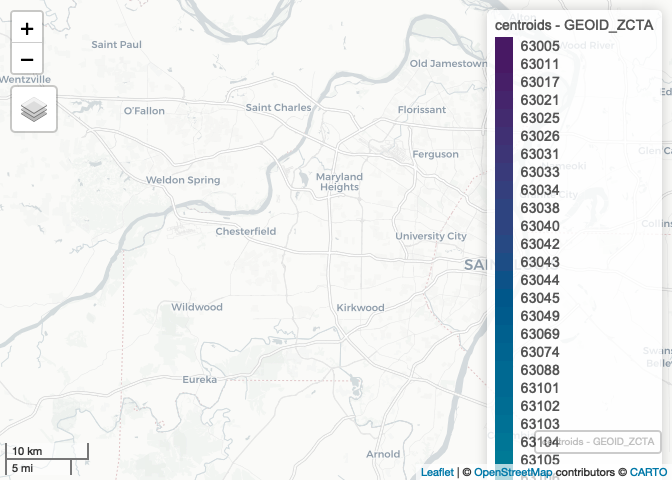 +
−
centroids - GEOID_ZCTA
63005
63011
63017
63021
63025
63026
63031
63033
63034
63038
63040
63042
63043
63044
63045
63049
63069
63074
63088
63101
63102
63103
63104
63105
Saint Paul
Wood River
Old Jamestown
Wentzville
O'Fallon
Saint Charles
Florissant
Ferguson
Weldon Spring
Maryland
Heights
City
Chesterfield
University City
Wildwood
Kirkwood
Eureka
Arnold
centroids - GEOID_ZCTA
10 km
5 mi
Leaflet | © OpenStreetMap contributors © CARTO